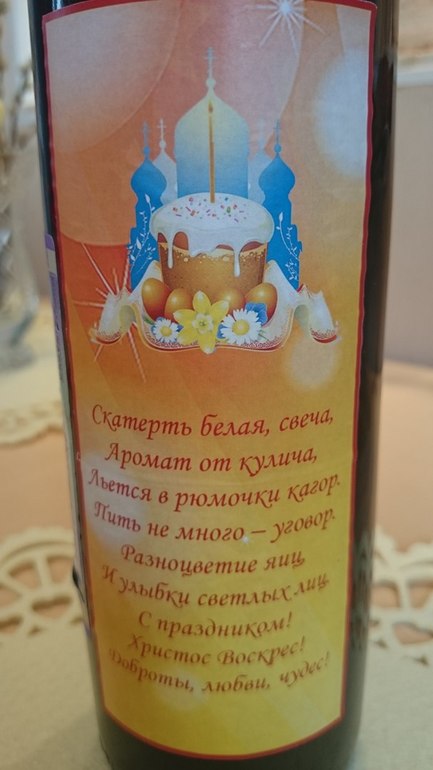 Скатерть белая, свеча,
Аромат от кулича,
Льется в рюмочки кагор.
Пить не много – уговор.
Разноцветие яиц
И улыбки светлых лиц.
С праздником!
Христос Воскрес!
Доброты, любви, чудес!